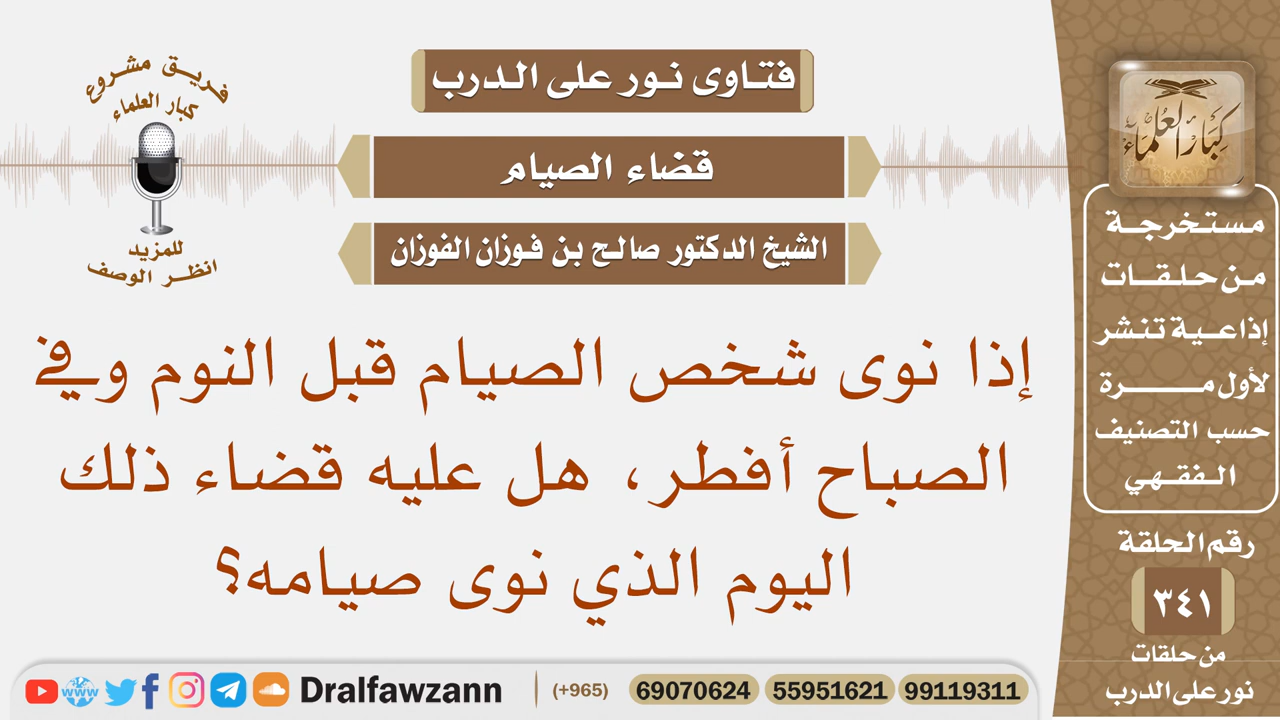 فتاوى نور على الدرب
قضاء الصيام
الشيخ الدكتور صالح بن فوزان الفوزان
فريق مشروع
كبار العلماء
للمزيد
انظر الوصف
إذا نوى شخص الصيام قبل النوم وفي
الصباح أفطر، هل عليه قضاء ذلك
اليوم الذي نوى صيامه؟
كبار العلماء
مستخرجة
من حلقات
إذاعية تنشر
لأول مرة
حسب التصنيف
الفقهي
رقم الحلقة
٣٤١
من حلقات
نور على الدرب
www Dralfawzann (+965) 69070624 55951621 99119311